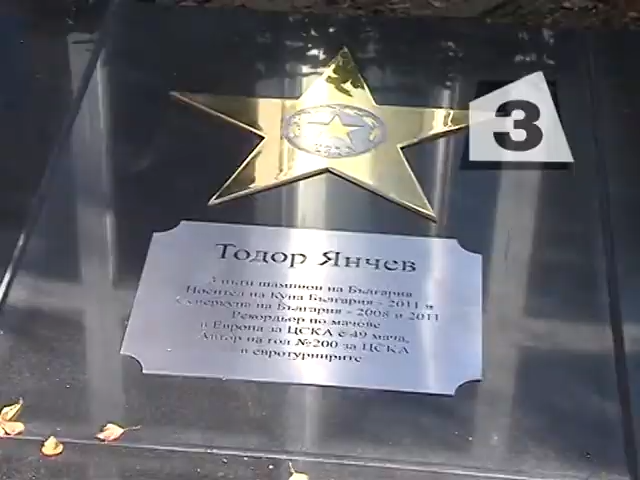 3
Тодор Янчев
3 пъти шампион на България
Носител на Купа България - 2011 и
Суперкупа на България - 2008 и 2011
Рекордьор по мачове
в Европа за ЦСКА с 49 мача.
Автор на гол №200 за ЦСКА
в евротурнирите